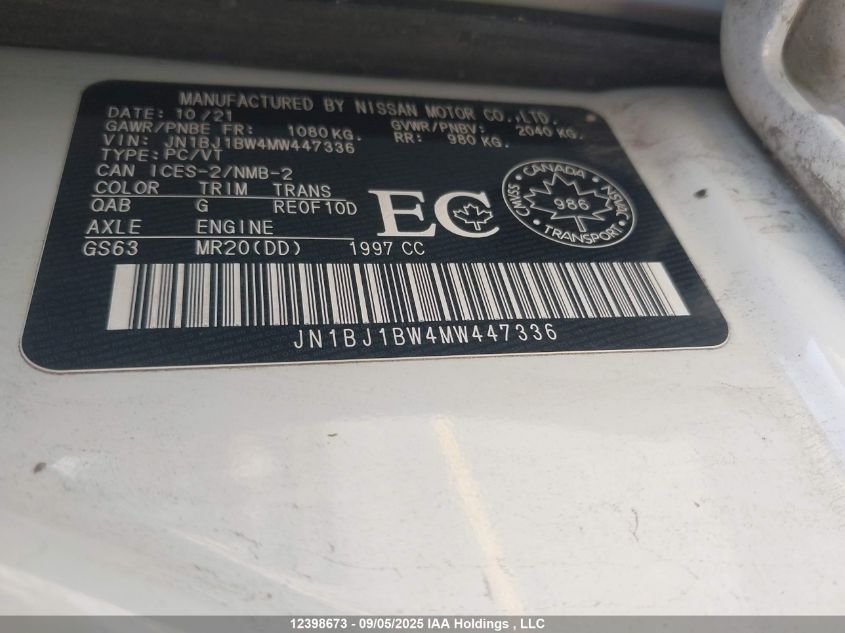 MANUFACTURED BY NISSAN MOTOR CO.,LTD.
DATE: 10/21
GAWR/PNBE FR: 1080 KG. GVWR/PNBV: 2040 KG.
VIN: JN1BJ1BW4MW447336 RR: 980 KG.
TYPE: PC/VT
CAN ICES-2/NMB-2
COLOR TRIM TRANS
QAB G RE0F10D
AXLE ENGINE
GS63 MR20(DD) 1997 CC
EC
CANADA
CMVSS 986 NSVAC
TRANSPORT
JN1BJ1BW4MW447336
12398673 - 09/05/2025 IAA Holdings , LLC